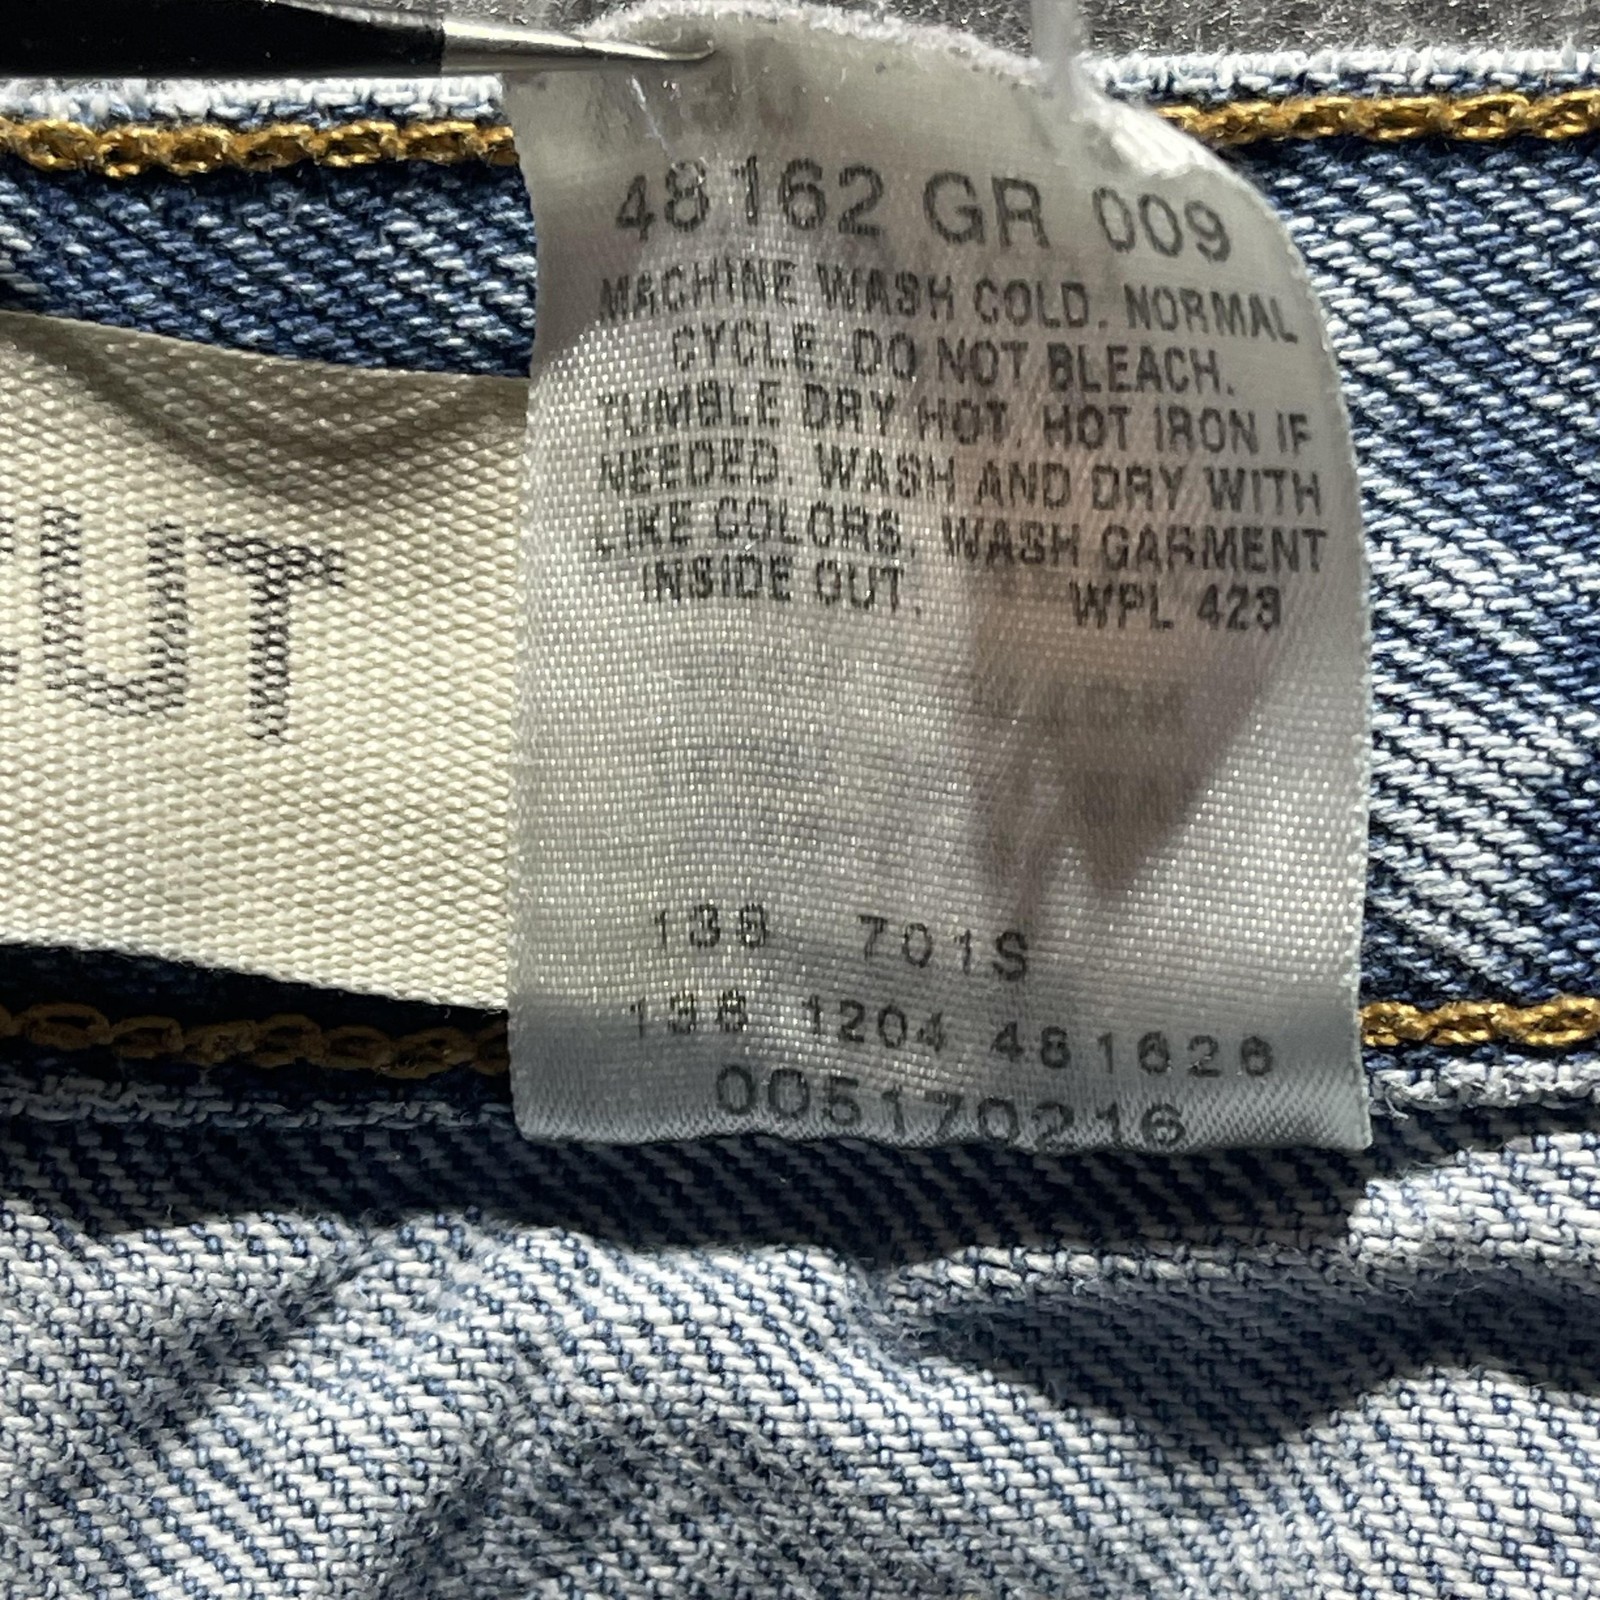 48162 GR 009
MACHINE WASH COLD. NORMAL
CYCLE. DO NOT BLEACH.
TUMBLE DRY HOT. HOT IRON IF
NEEDED. WASH AND DRY WITH
LIKE COLORS. WASH GARMENT
INSIDE OUT. WPL 423
UT
138 701S
138 1204 481626
005170216